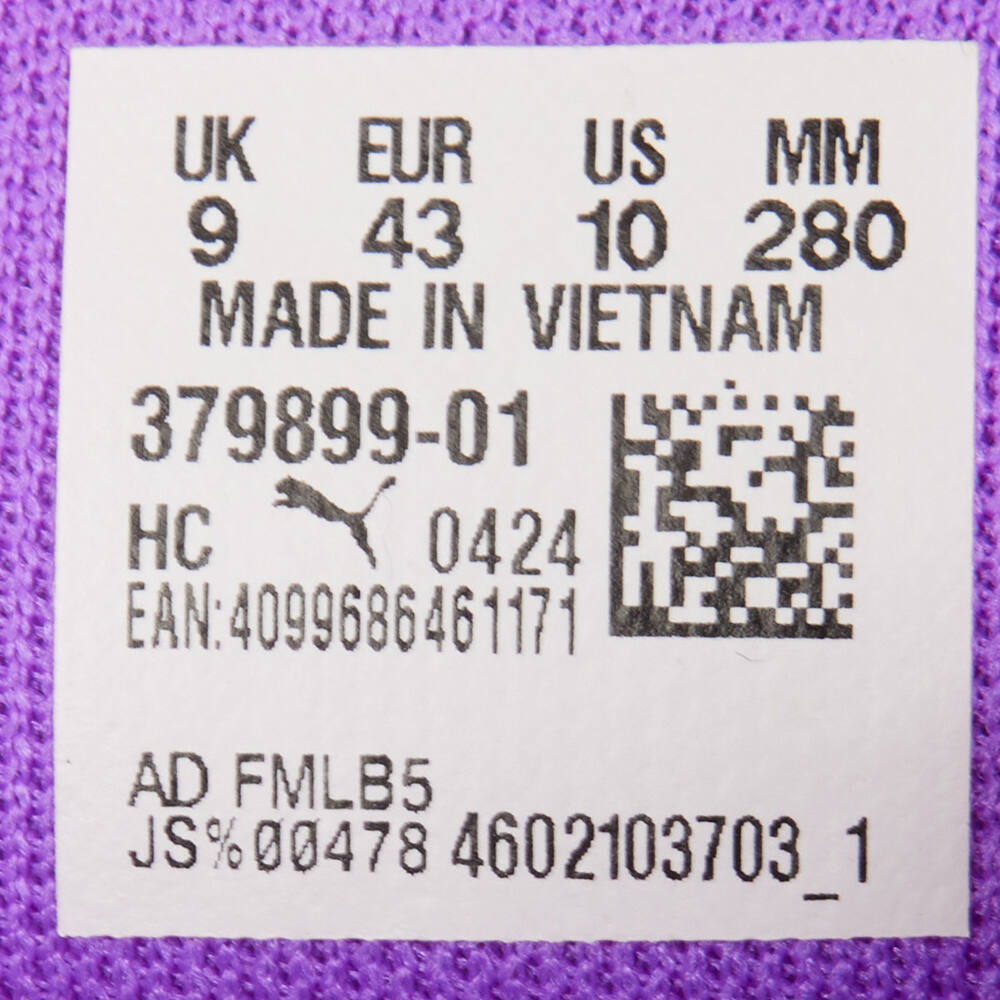 UK EUR US MM
9 43 10 280
MADE IN VIETNAM
379899-01
HC 0424
EAN:4099686461171
AD FMLB5
JS%00478 4602103703_1